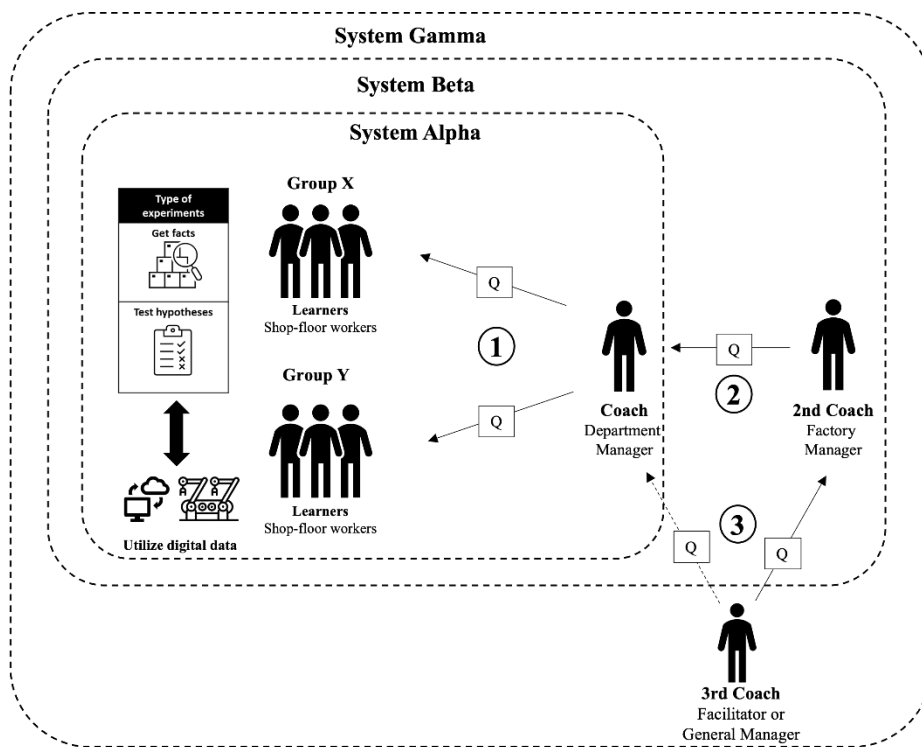 System Gamma
System Beta
System Alpha
Type of
experiments
Get facts
Test hypotheses
Utilize digital data
Group X
Learners
Shop-floor workers
Group Y
Learners
Shop-floor workers
Q
1
Q
Coach
Department
Manager
Q
2
2nd Coach
Factory
Manager
3
Q
Q
3rd Coach
Facilitator or
General Manager